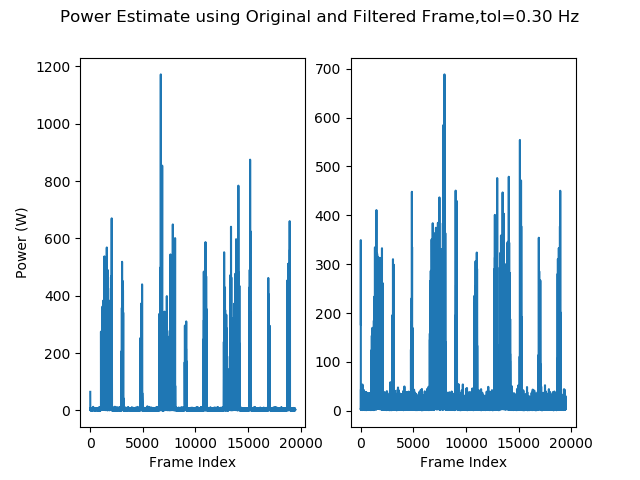 Power Estimate using Original and Filtered Frame,tol=0.30 Hz
Power (W)
1200
1000
800
600
400
200
0
0 5000 10000 15000 20000
Frame Index
700
600
500
400
300
200
100
0
0 5000 10000 15000 20000
Frame Index